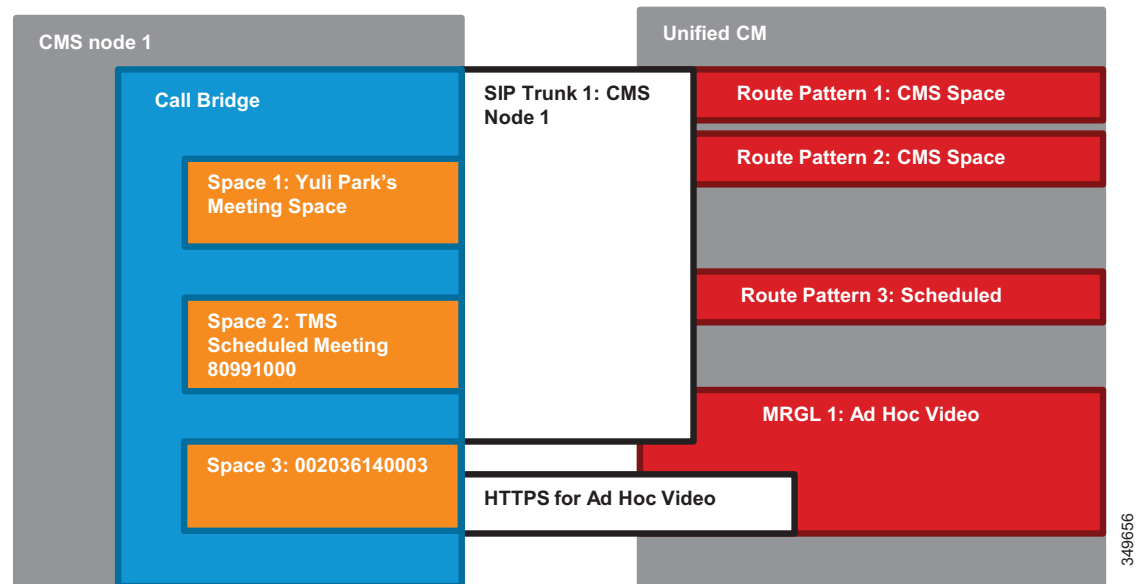 CMS node 1
Unified CM
Call Bridge
SIP Trunk 1: CMS
Node 1
Route Pattern 1: CMS Space
Route Pattern 2: CMS Space
Space 1: Yuli Park's
Meeting Space
Route Pattern 3: Scheduled
Space 2: TMS
Scheduled Meeting
80991000
MRGL 1: Ad Hoc Video
Space 3: 002036140003
HTTPS for Ad Hoc Video
349656